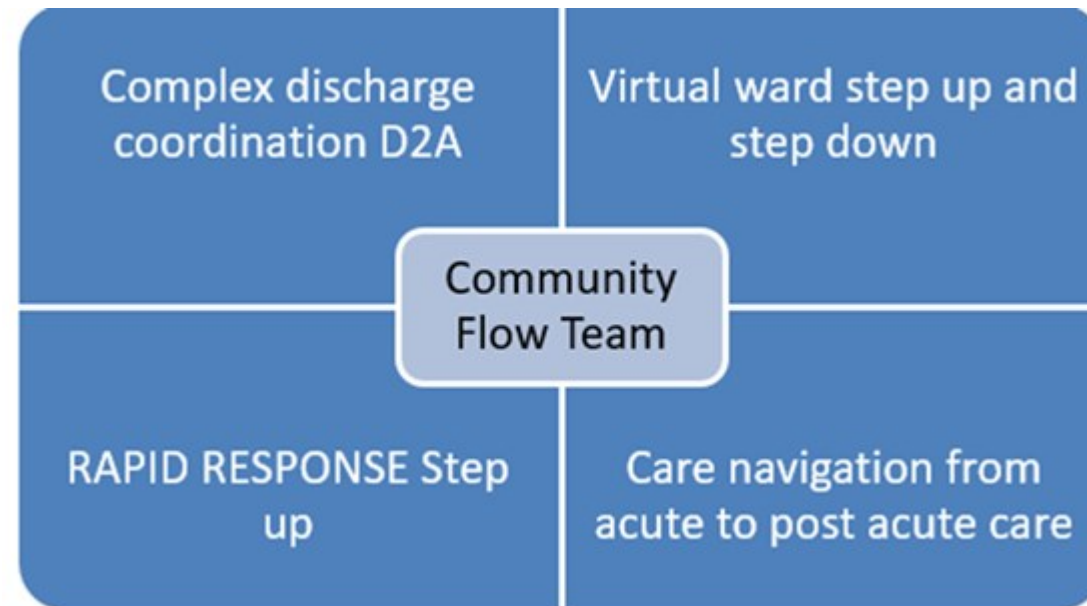 Complex discharge
coordination D2A
Virtual ward step up and
step down
Community
Flow Team
RAPID RESPONSE Step
up
Care navigation from
acute to post acute care